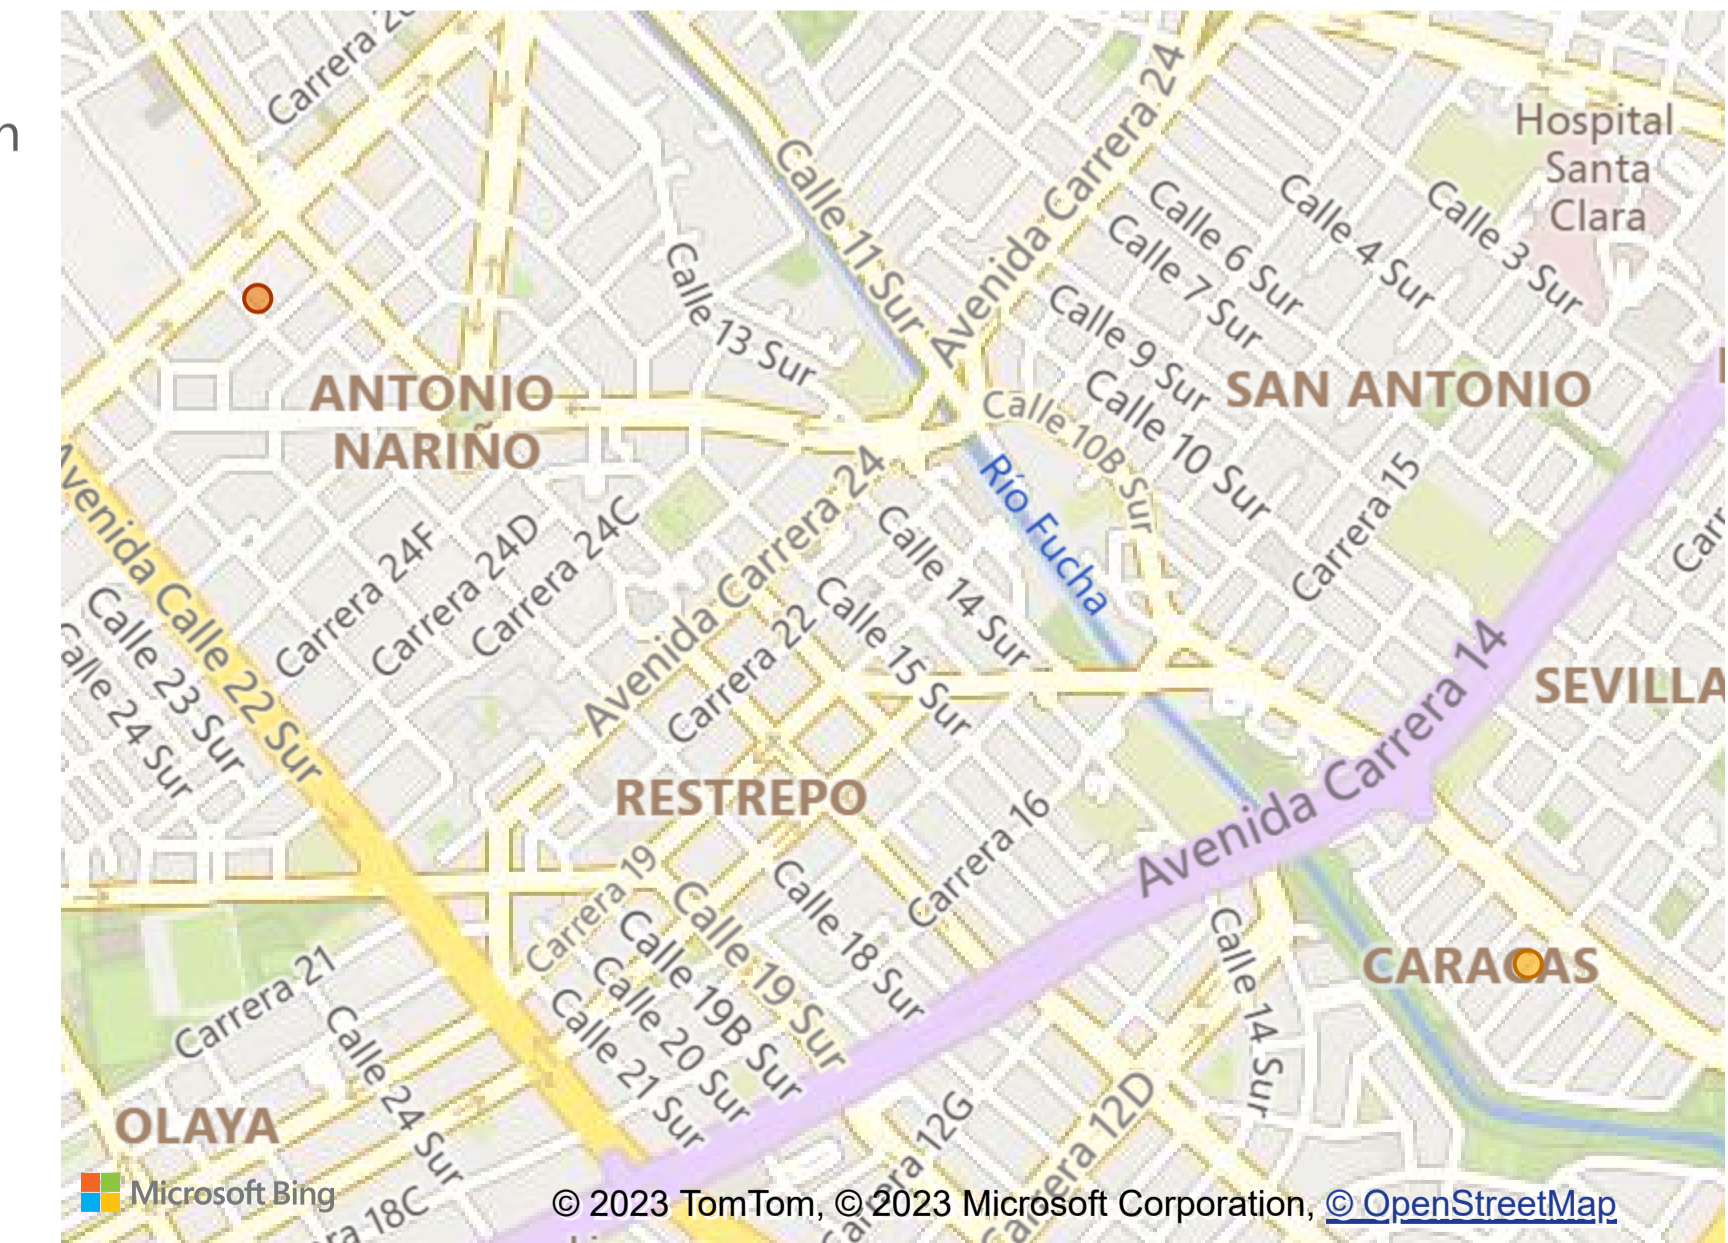 Carrera 24
Hospital
Santa
Clara
Calle 11 Sur
Avenida Carrera 24
Calle 6 Sur
Calle 4 Sur
Calle 3 Sur
Calle 7 Sur
Calle 13 Sur
Calle 9 Sur
ANTONIO
NARIÑO
SAN ANTONIO
Calle 10B Sur
Calle 10 Sur
Río Fucha
Carrera 15
Avenida Calle 22 Sur
Carrera 24F
Carrera 24D
Carrera 24C
Avenida Carrera 24
Calle 14 Sur
Calle 23 Sur
Calle 24 Sur
Carrera 22
Calle 15 Sur
SEVILLA
RESTREPO
Avenida Carrera 14
Carrera 16
Carrera 19
Calle 18 Sur
Calle 19 Sur
Calle 19B Sur
Calle 20 Sur
Calle 21 Sur
Calle 14 Sur
CARACAS
Carrera 21
Calle 24 Sur
OLAYA
Carrera 12G
Carrera 12D
Microsoft Bing
© 2023 TomTom, © 2023 Microsoft Corporation, © OpenStreetMap